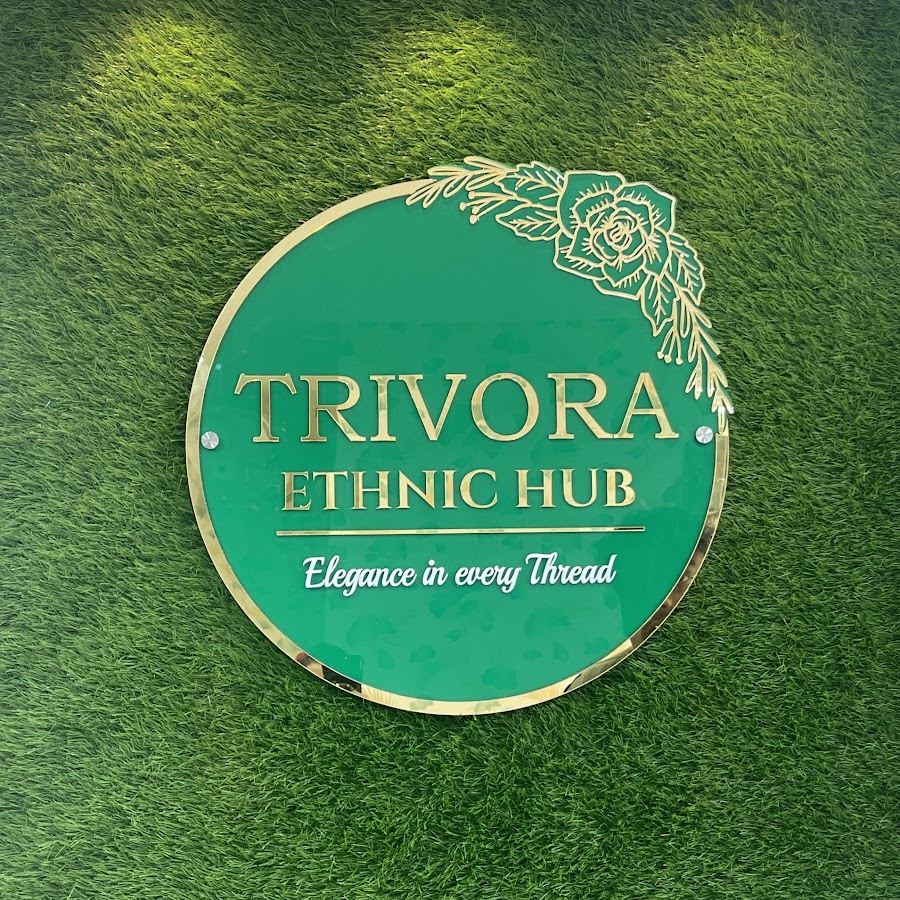 TRIVORA
ETHNIC HUB
Elegance in every Thread